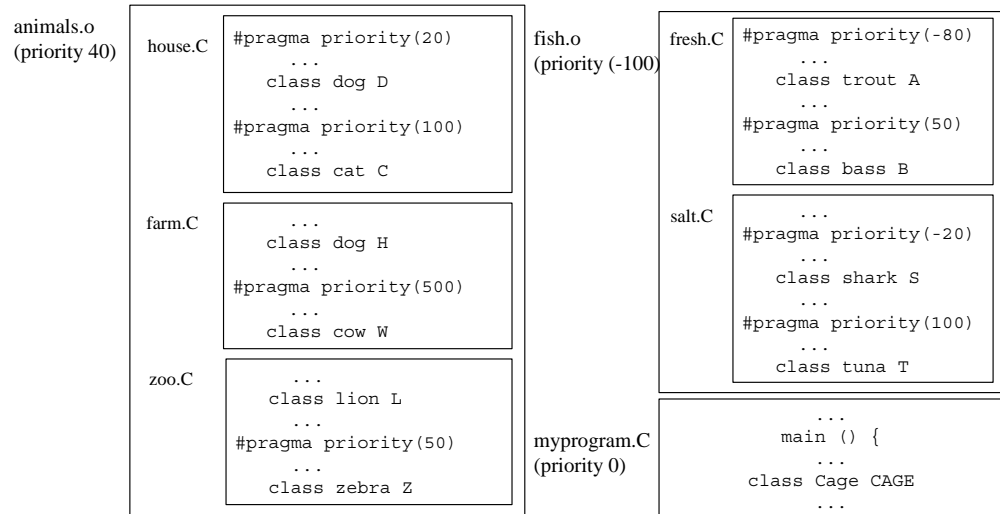 animals.o
(priority 40)
house.C
#pragma priority(20)
...
class dog D
...
#pragma priority(100)
...
class cat C
farm.C
...
class dog H
...
#pragma priority(500)
...
class cow W
zoo.C
...
class lion L
...
#pragma priority(50)
...
class zebra Z
fish.o
(priority (-100)
fresh.C
#pragma priority(-80)
...
class trout A
...
#pragma priority(50)
...
class bass B
salt.C
...
#pragma priority(-20)
...
class shark S
...
#pragma priority(100)
...
class tuna T
myprogram.C
(priority 0)
...
main () {
...
class Cage CAGE
...